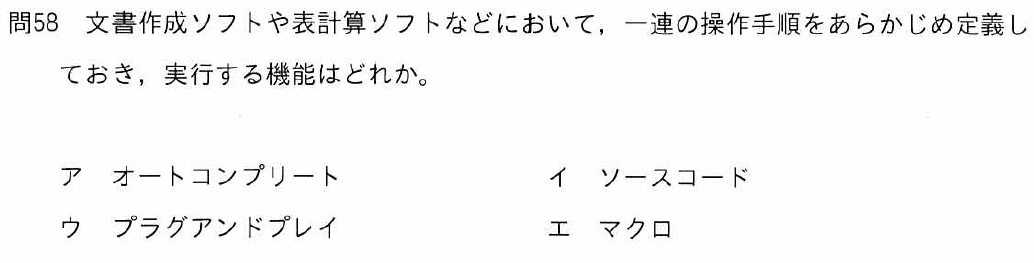 問58　文書作成ソフトや表計算ソフトなどにおいて，一連の操作手順をあらかじめ定義し
ておき，実行する機能はどれか。
ア　オートコンプリート　　　イ　ソースコード
ウ　プラグアンドプレイ　　　エ　マクロ